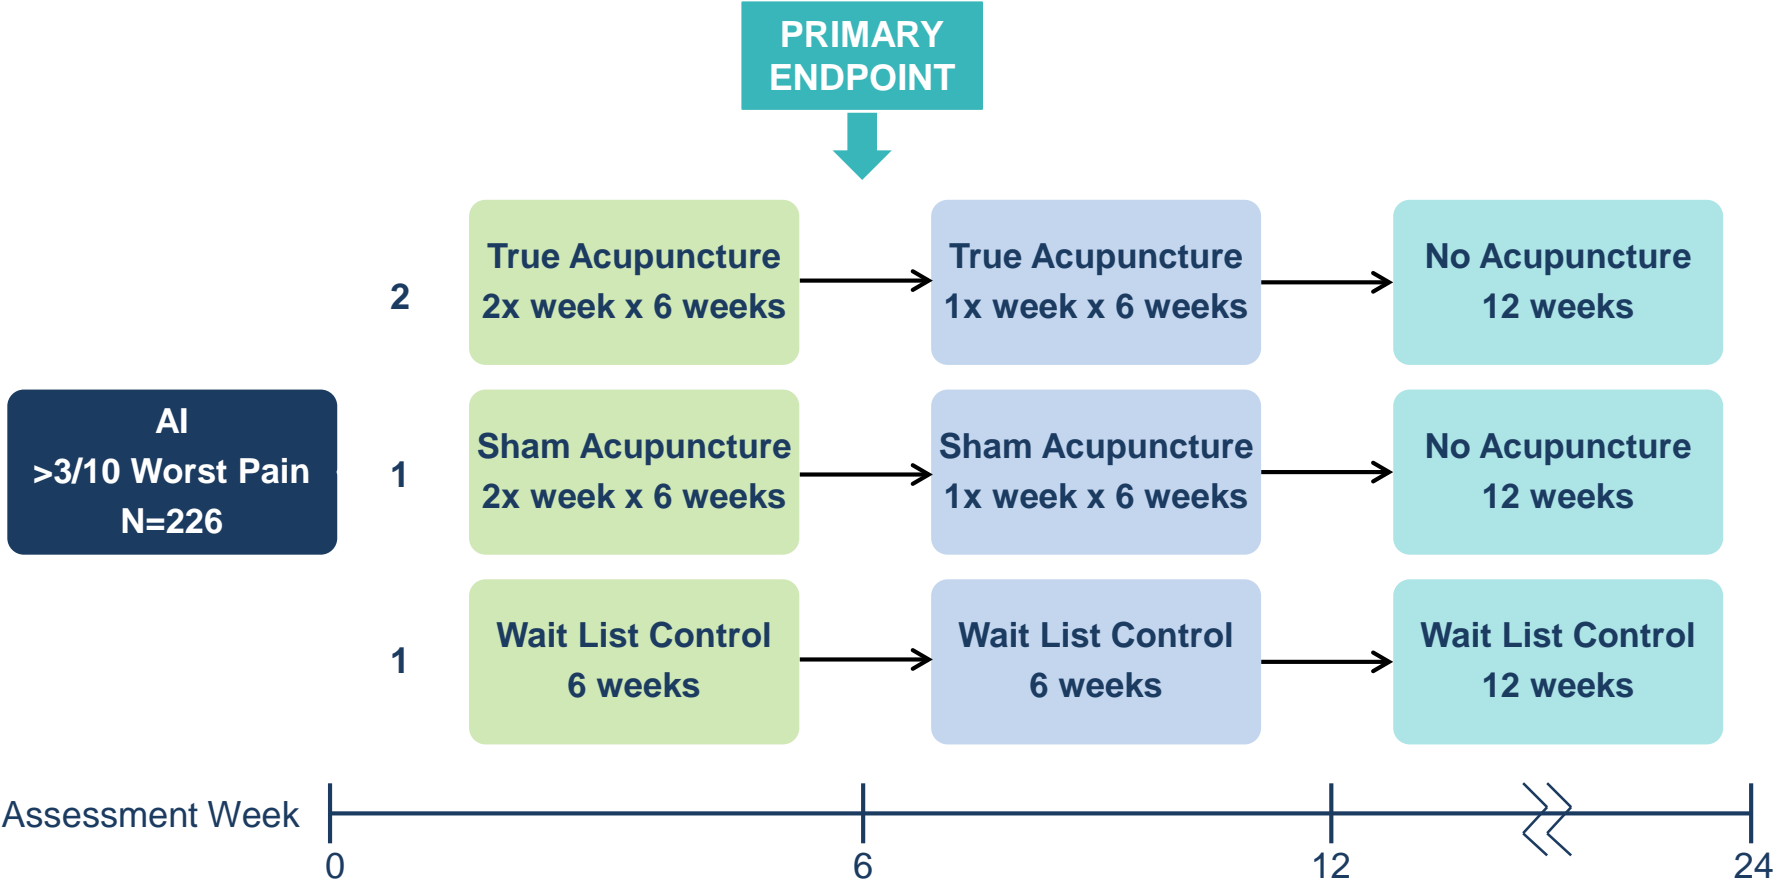 PRIMARY
ENDPOINT
2
True Acupuncture
2x week x 6 weeks
True Acupuncture
1x week x 6 weeks
No Acupuncture
12 weeks
AI
>3/10 Worst Pain
N=226
1
Sham Acupuncture
2x week x 6 weeks
Sham Acupuncture
1x week x 6 weeks
No Acupuncture
12 weeks
1
Wait List Control
6 weeks
Wait List Control
6 weeks
Wait List Control
12 weeks
Assessment Week
0
6
12
24